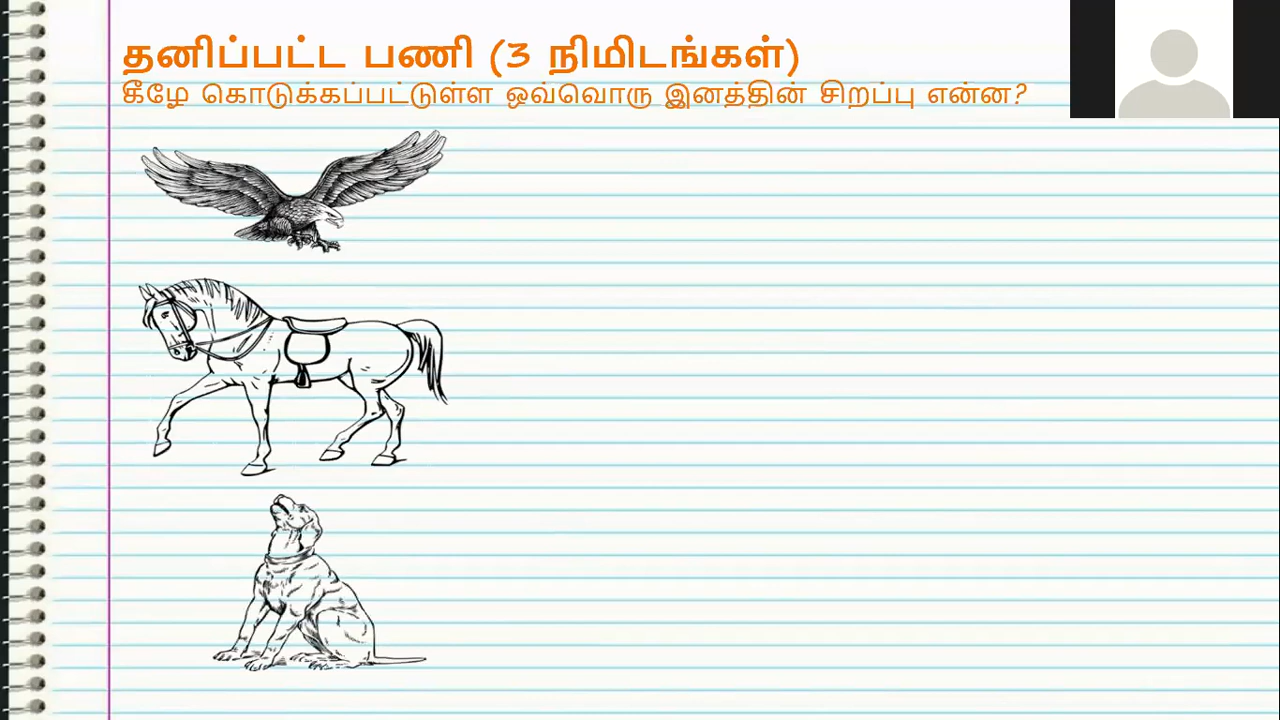 தனிப்பட்ட பணி (3 நிமிடங்கள்)
கீழே கொடுக்கப்பட்டுள்ள ஒவ்வொரு இனத்தின் சிறப்பு என்ன?